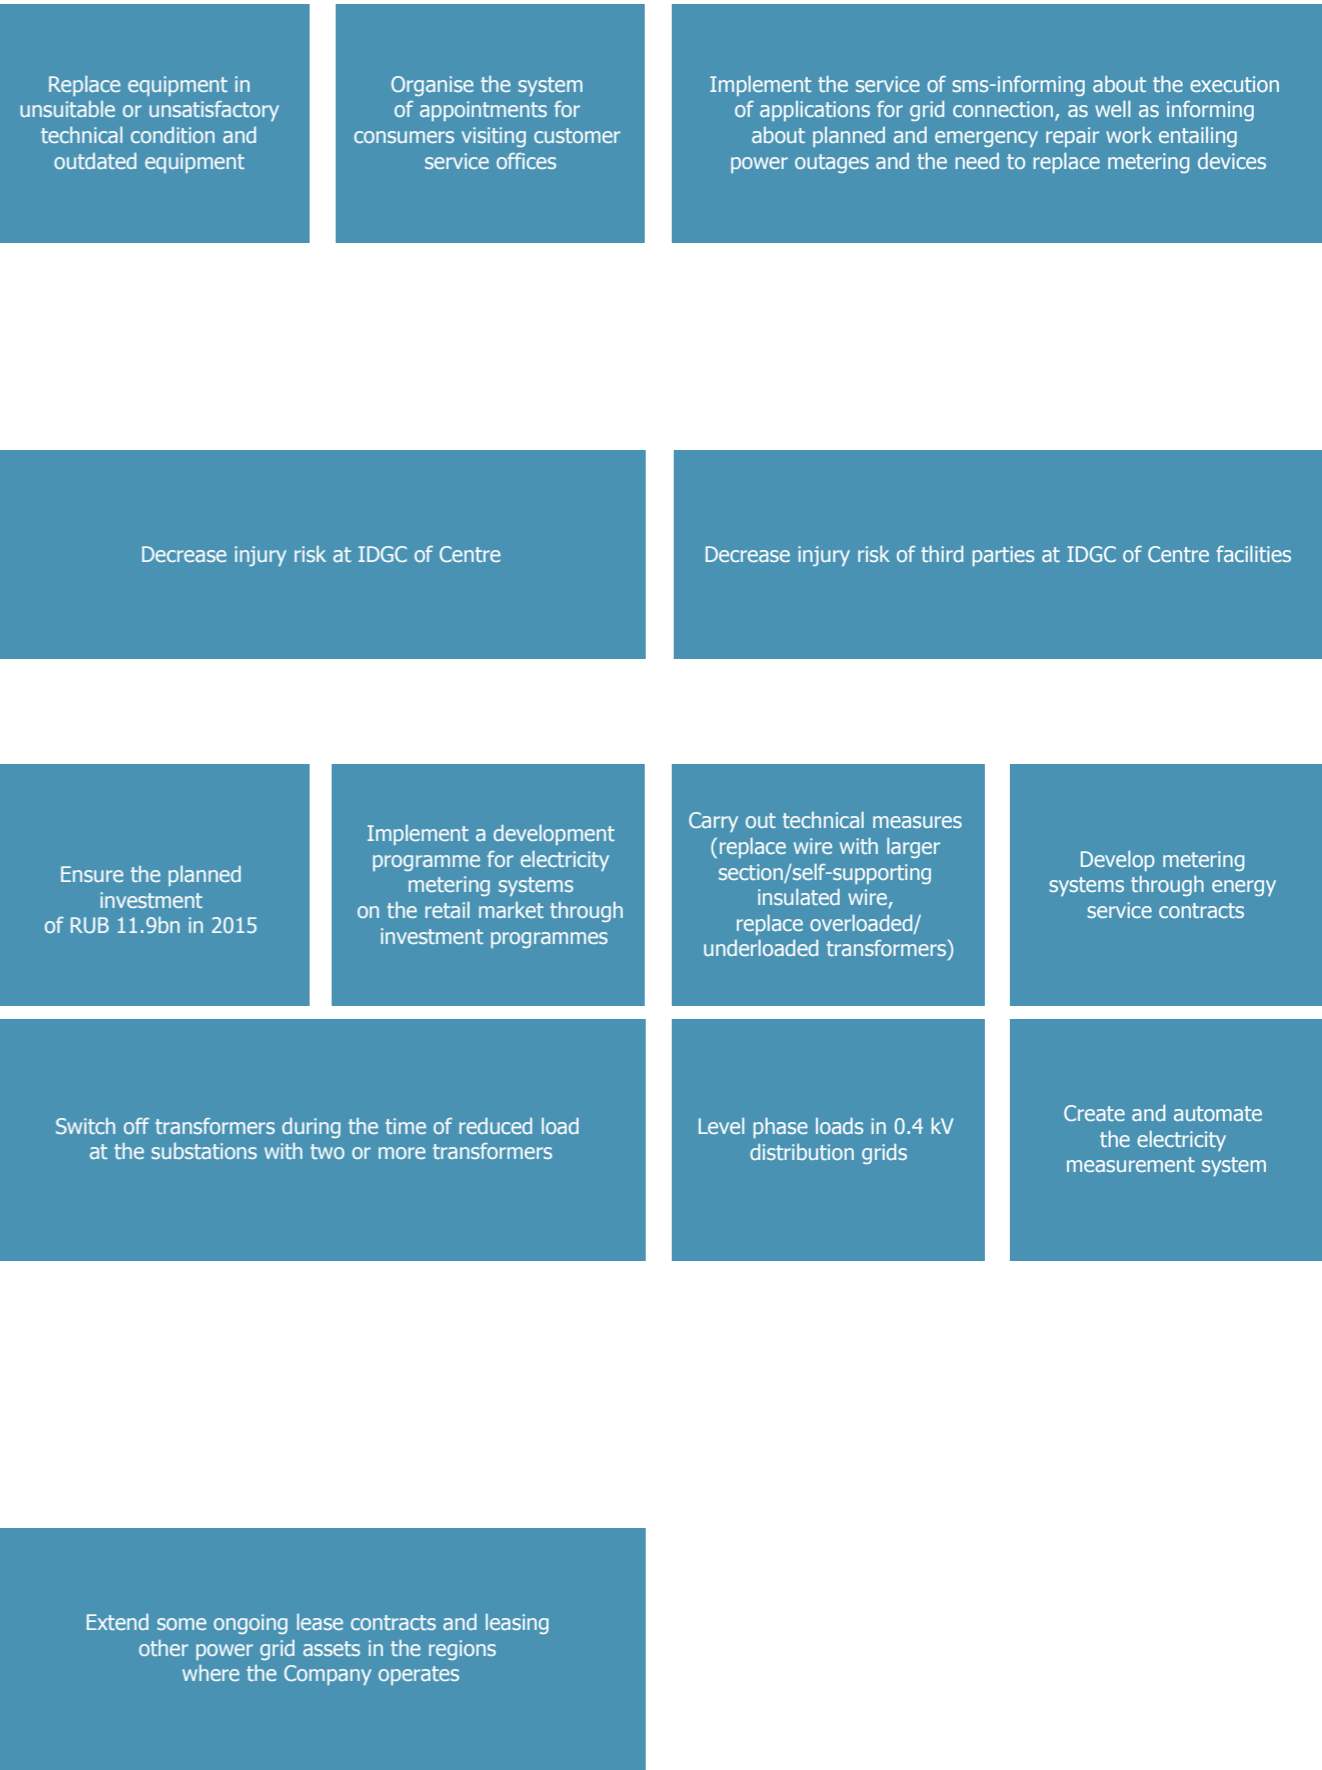 Replace equipment in
unsuitable or unsatisfactory
technical condition and
outdated equipment
Organise the system
of appointments for
consumers visiting customer
service offices
Implement the service of sms-informing about the execution
of applications for grid connection, as well as informing
about planned and emergency repair work entailing
power outages and the need to replace metering devices
Decrease injury risk at IDGC of Centre
Decrease injury risk of third parties at IDGC of Centre facilities
Ensure the planned
investment
of RUB 11.9bn in 2015
Implement a development
programme for electricity
metering systems
on the retail market through
investment programmes
Carry out technical measures
(replace wire with larger
section/self-supporting
insulated wire,
replace overloaded/
underloaded transformers)
Develop metering
systems through energy
service contracts
Switch off transformers during the time of reduced load
at the substations with two or more transformers
Level phase loads in 0.4 kV
distribution grids
Create and automate
the electricity
measurement system
Extend some ongoing lease contracts and leasing
other power grid assets in the regions
where the Company operates